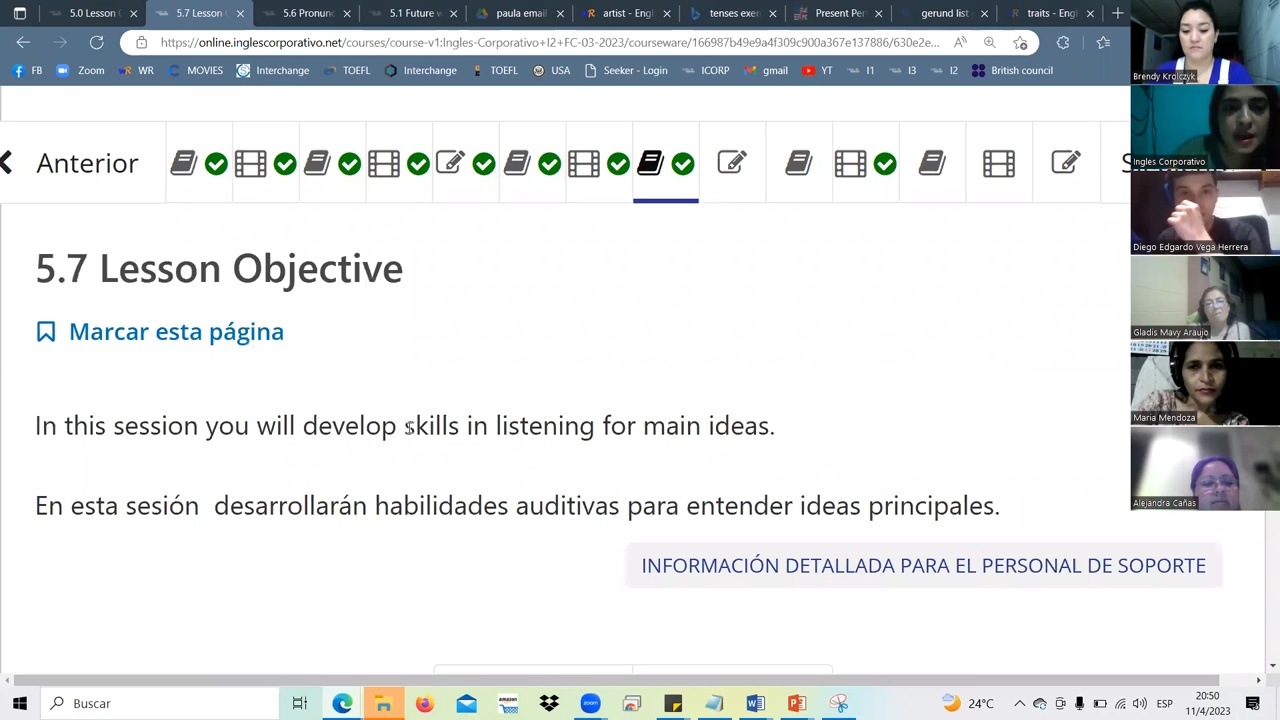 5.0 Lesson
5.7 Lesson
5.6 Pronunc
5.1 Future v
paula email
artist - Engl
tenses exer
Present Per
gerund list
traits - Engl
https://online.inglescorporativo.net/courses/course-v1:Ingles-Corporativo+I2+FC-03-2023/courseware/166987b49e9a4f309c900a367e137886/630e2e...
FB
Zoom
WR
MOVIES
Interchange
TOEFL
Interchange
TOEFL
USA
Seeker - Login
ICORP
gmail
YT
I1
I3
I2
British council
Anterior
5.7 Lesson Objective
Marcar esta página
In this session you will develop skills in listening for main ideas.
En esta sesión desarrollarán habilidades auditivas para entender ideas principales.
INFORMACIÓN DETALLADA PARA EL PERSONAL DE SOPORTE
Brendy Krolczyk
Ingles Corporativo
Diego Edgardo Vega Herrera
Gladis Mavy Araujo
Maria Mendoza
Alejandra Cañas
Buscar
24°C
ESP
20:50
11/4/2023